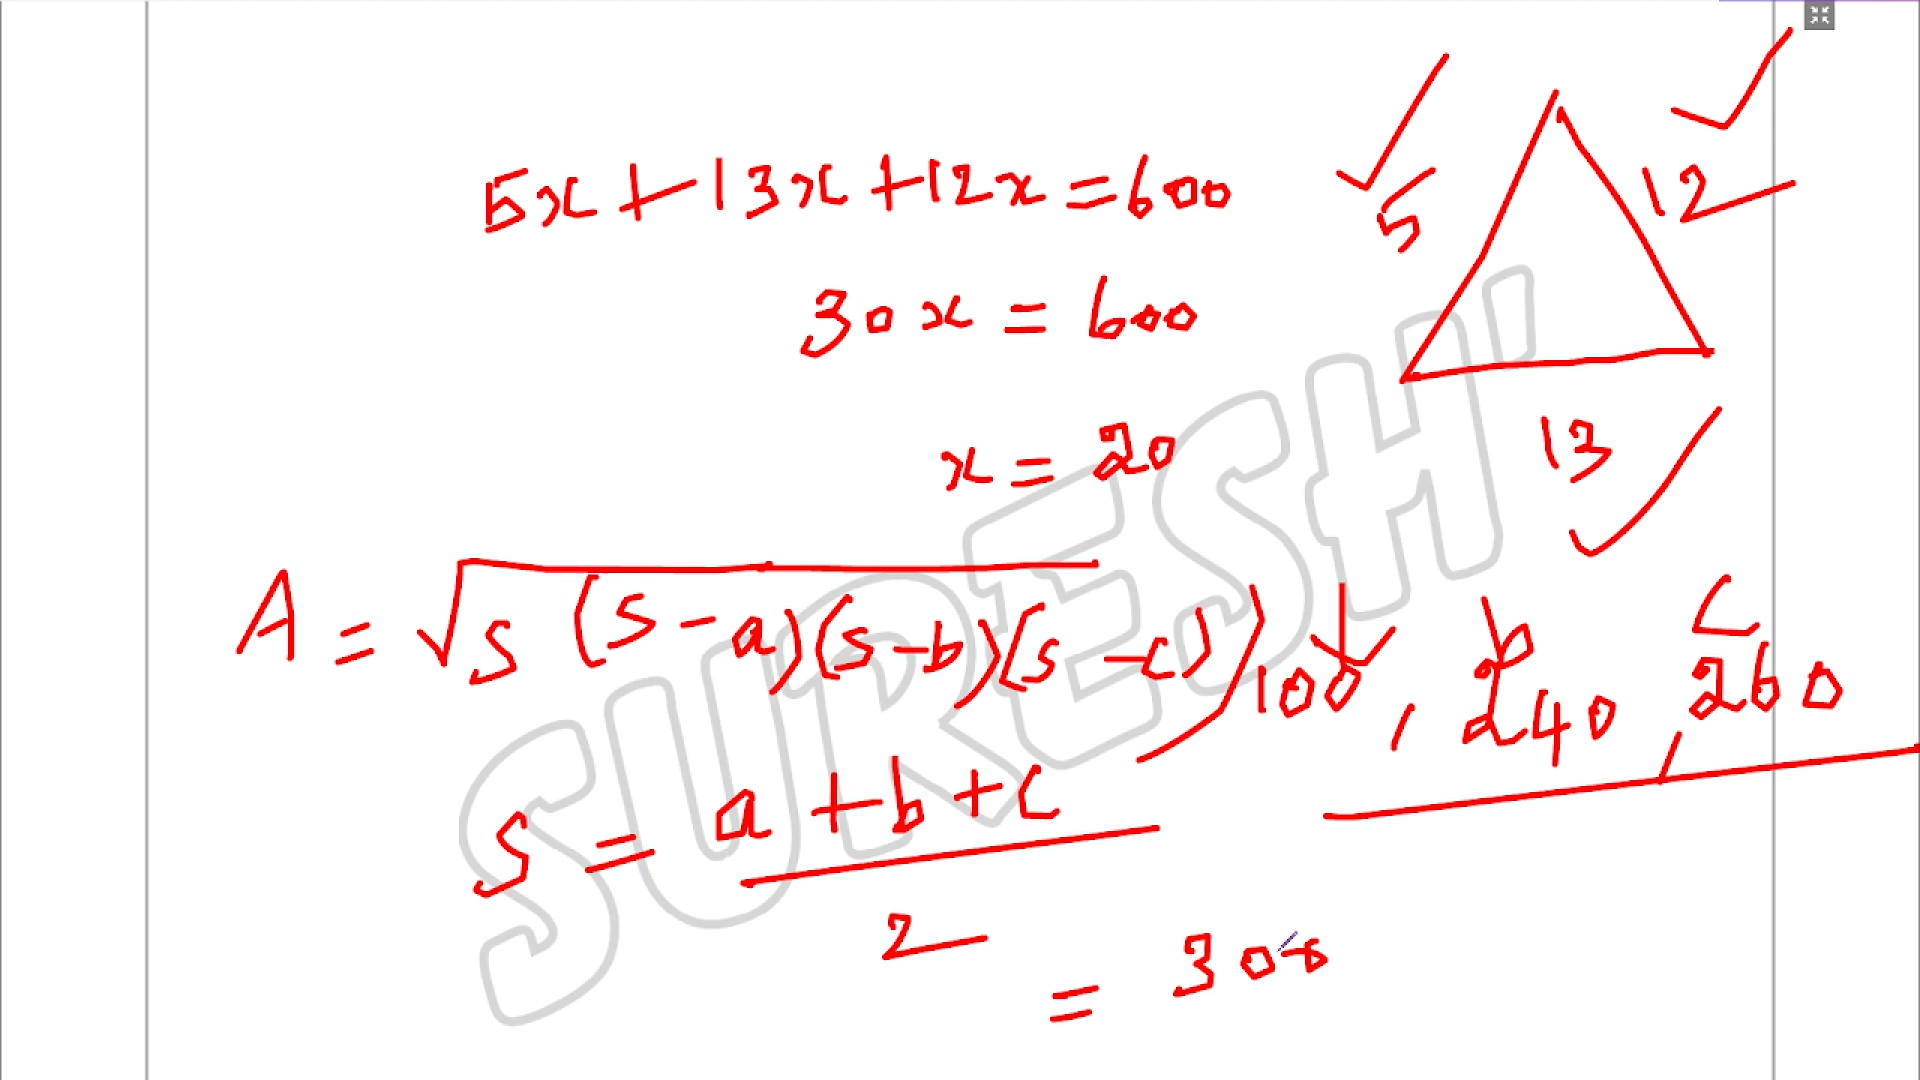 5x+13x+12x=600
30x=600
x=20
5
12
13
A=√s(s-a)(s-b)(s-c)
b
c
100, 240, 260
s=a+b+c
2
=300
SURESH